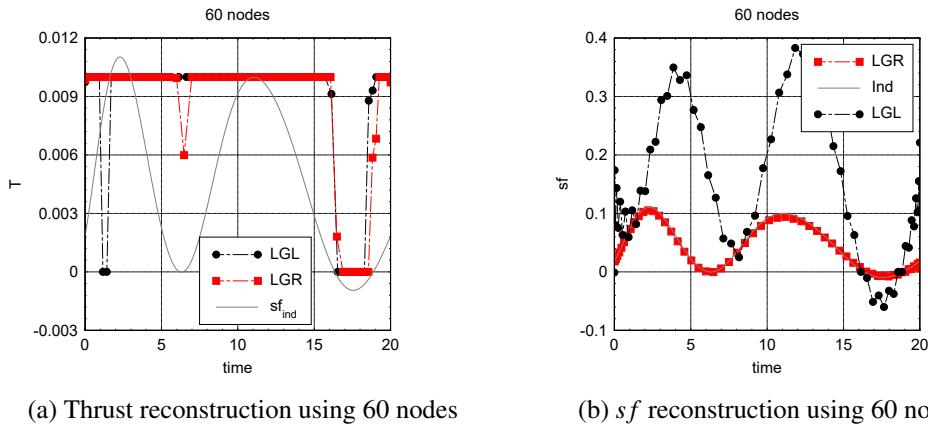 60 nodes
0.012
0.009
0.006
0.003
0
-0.003
T
0 5 10 15 20
time
LGL
LGR
sf_ind
(a) Thrust reconstruction using 60 nodes
60 nodes
0.4
0.3
0.2
0.1
0
-0.1
sf
0 5 10 15 20
time
LGR
Ind
LGL
(b) sf reconstruction using 60 no